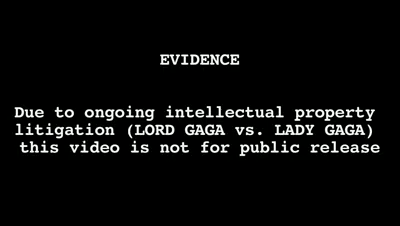 EVIDENCE
Due to ongoing intellectual property
litigation (LORD GAGA vs. LADY GAGA)
this video is not for public release